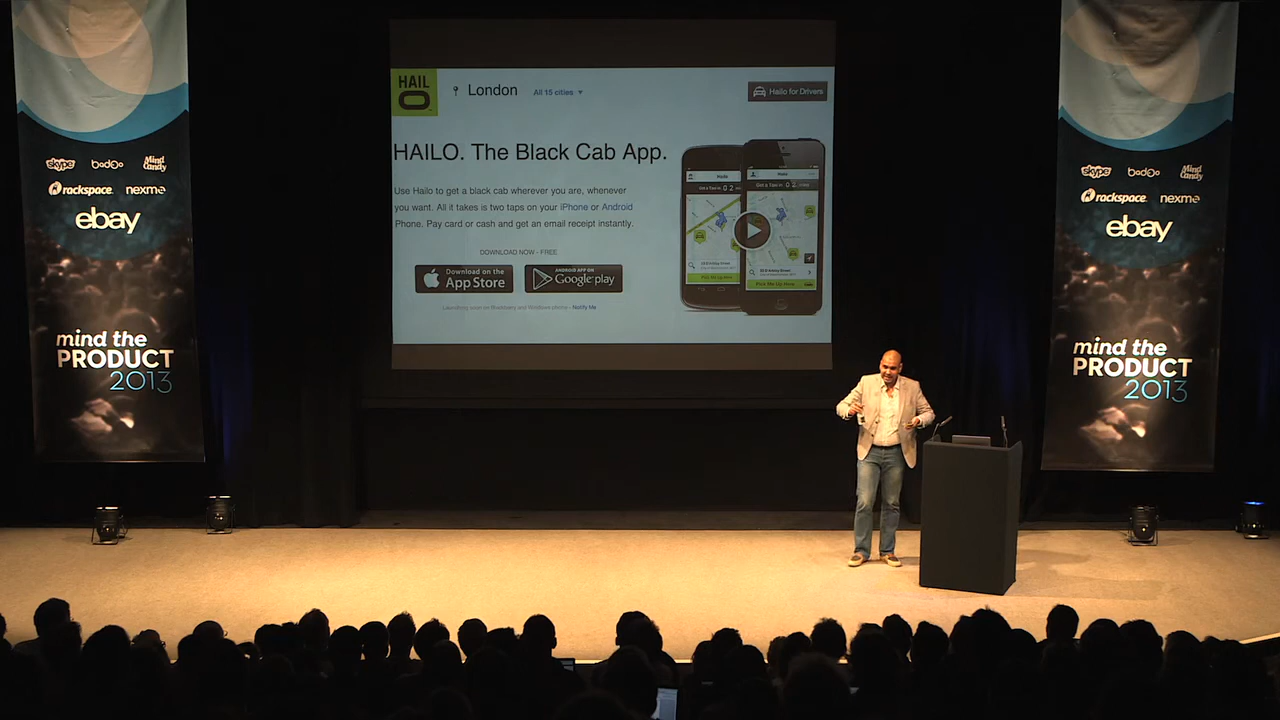 skype
badoo
Mind Candy
rackspace
nexmo
ebay
mind the
PRODUCT
2013
HAIL
O
London
All 15 cities
Hailo for Drivers
HAILO. The Black Cab App.
Use Hailo to get a black cab wherever you are, whenever
you want. All it takes is two taps on your iPhone or Android
Phone. Pay card or cash and get an email receipt instantly.
DOWNLOAD NOW - FREE
Download on the
App Store
ANDROID APP ON
Google play
Notify Me
Hailo
Hailo
skype
badoo
Mind Candy
rackspace
nexmo
ebay
mind the
PRODUCT
2013